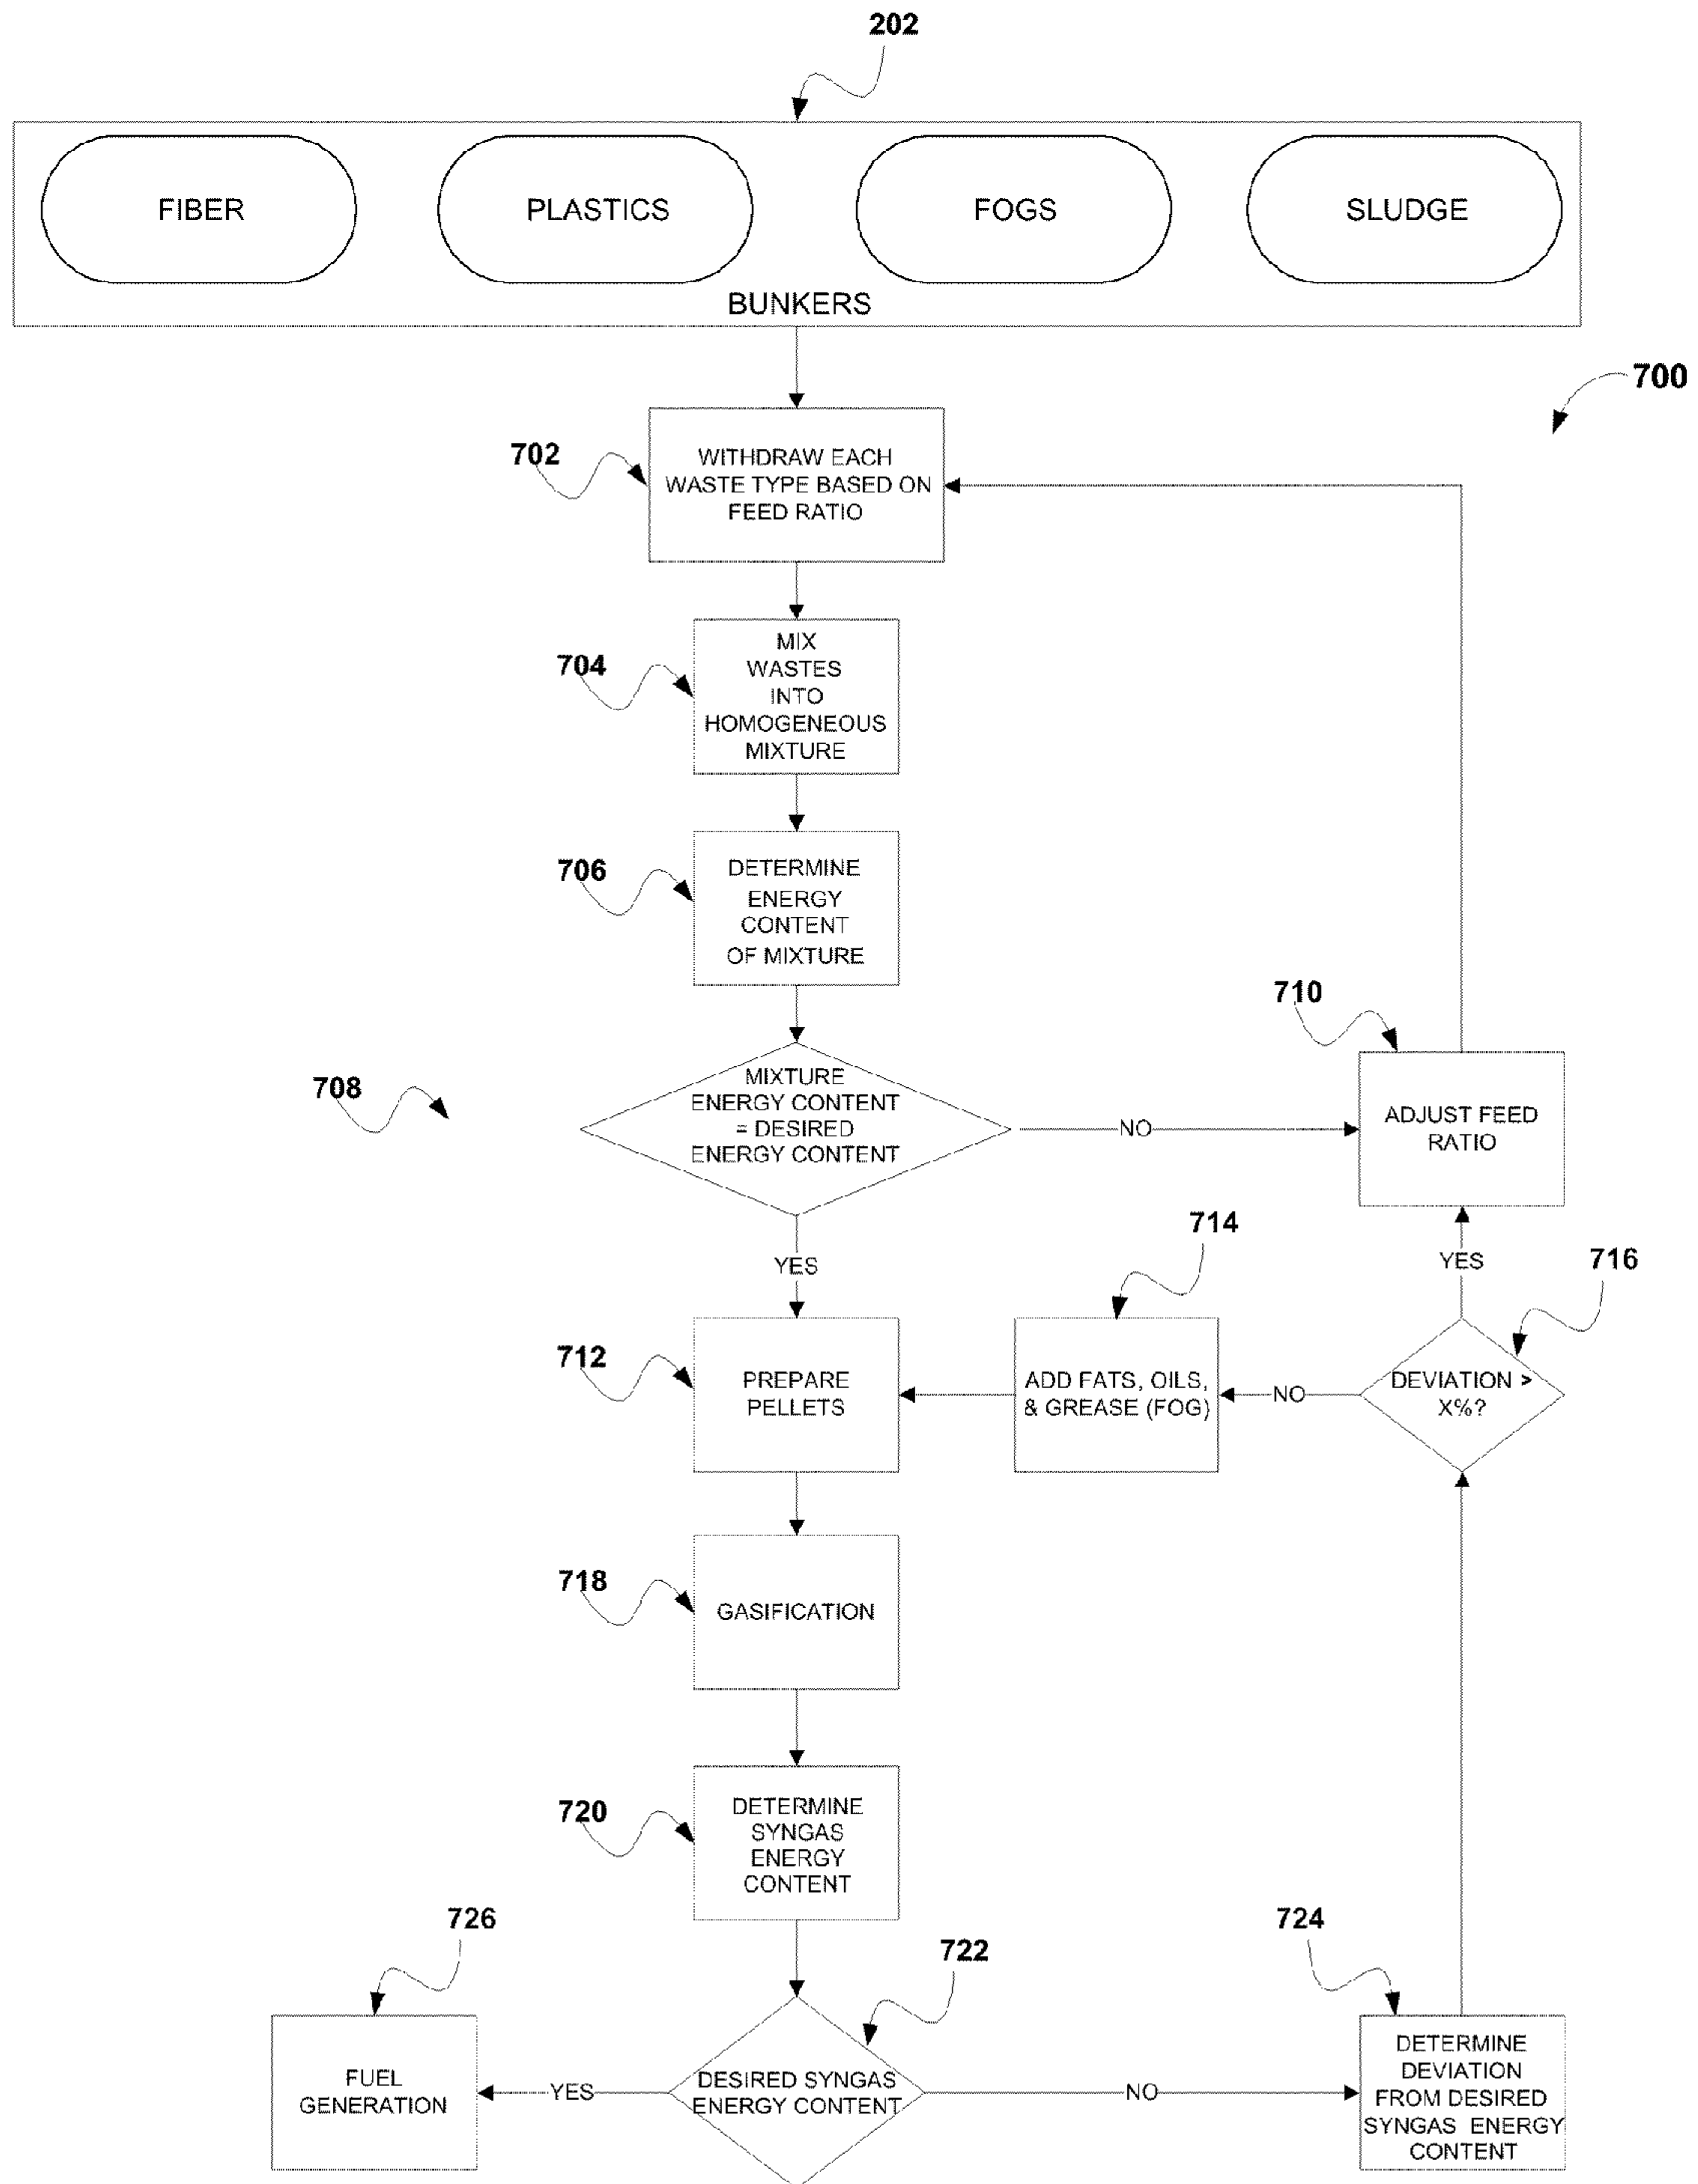 202
FIBER
PLASTICS
FOGS
SLUDGE
BUNKERS
700
702
WITHDRAW EACH
WASTE TYPE BASED ON
FEED RATIO
704
MIX
WASTES
INTO
HOMOGENEOUS
MIXTURE
706
DETERMINE
ENERGY
CONTENT
OF MIXTURE
708
MIXTURE
ENERGY CONTENT
= DESIRED
ENERGY CONTENT
NO
710
ADJUST FEED
RATIO
YES
712
PREPARE
PELLETS
714
ADD FATS, OILS,
& GREASE (FOG)
NO
716
DEVIATION >
X%?
YES
718
GASIFICATION
720
DETERMINE
SYNGAS
ENERGY
CONTENT
722
DESIRED SYNGAS
ENERGY CONTENT
YES
726
FUEL
GENERATION
NO
724
DETERMINE
DEVIATION
FROM DESIRED
SYNGAS ENERGY
CONTENT